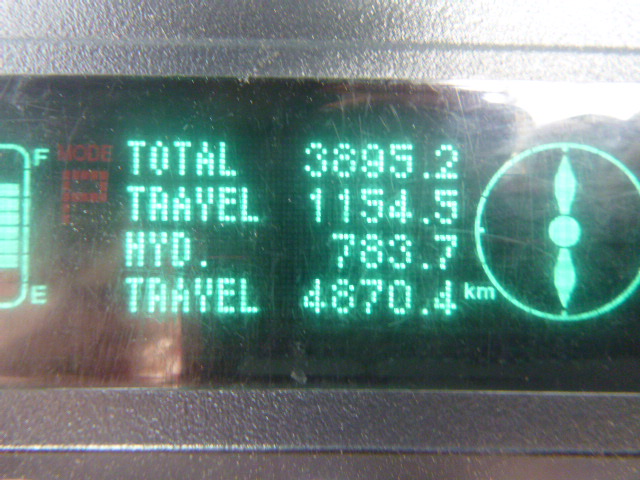 F
MODE
P
TOTAL 3895.2
TRAVEL 1154.5
HYD. 783.7
TRAVEL 4870.4 km
E